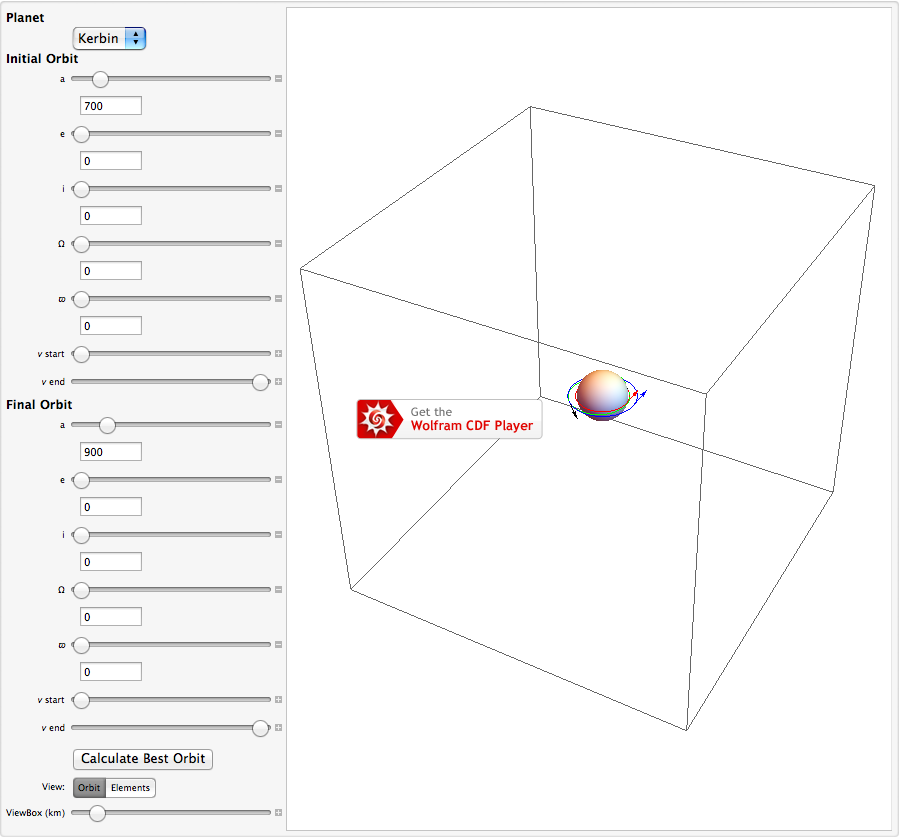 Planet
Kerbin
Initial Orbit
a
700
e
0
i
0
Ω
0
ϖ
0
v start
v end
Final Orbit
a
900
e
0
i
0
Ω
0
ϖ
0
v start
v end
Calculate Best Orbit
View: Orbit Elements
ViewBox (km)
Get the
Wolfram CDF Player